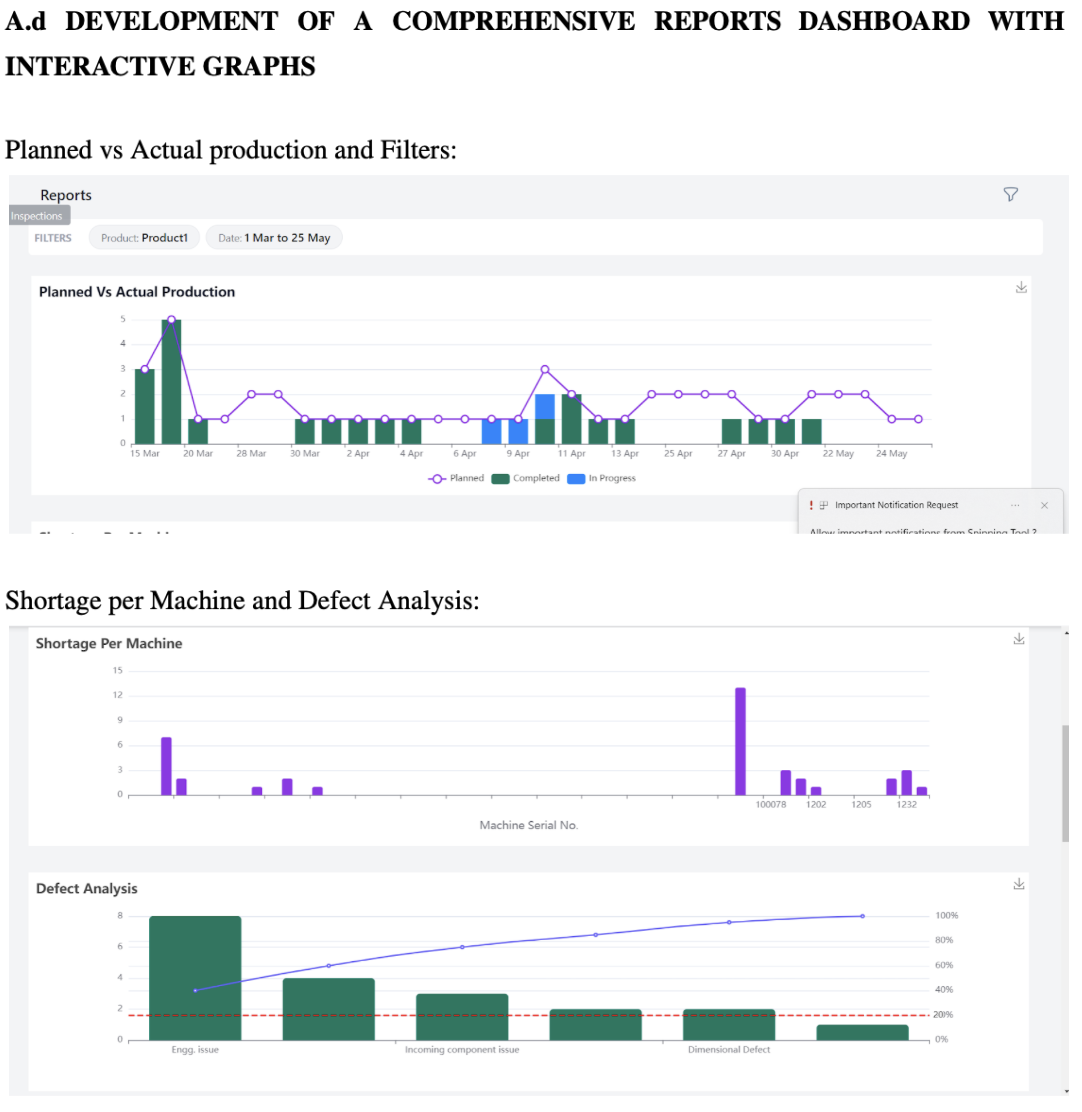 A.d DEVELOPMENT OF A COMPREHENSIVE REPORTS DASHBOARD WITH
INTERACTIVE GRAPHS
Planned vs Actual production and Filters:
Reports
Inspections
FILTERS Product: Product1 Date: 1 Mar to 25 May
Planned Vs Actual Production
5
4
3
2
1
0
15 Mar 20 Mar 28 Mar 30 Mar 2 Apr 4 Apr 6 Apr 9 Apr 11 Apr 13 Apr 25 Apr 27 Apr 30 Apr 22 May 24 May
Planned Completed In Progress
! Important Notification Request ... ×
Allow important notifications from Snipping Tool ?
Shortage per Machine and Defect Analysis:
Shortage Per Machine
15
12
9
6
3
0
100078 1202 1205 1232
Machine Serial No.
Defect Analysis
8 100%
80%
6
60%
4
40%
2
20%
0 0%
Engg. issue Incoming component issue Dimensional Defect